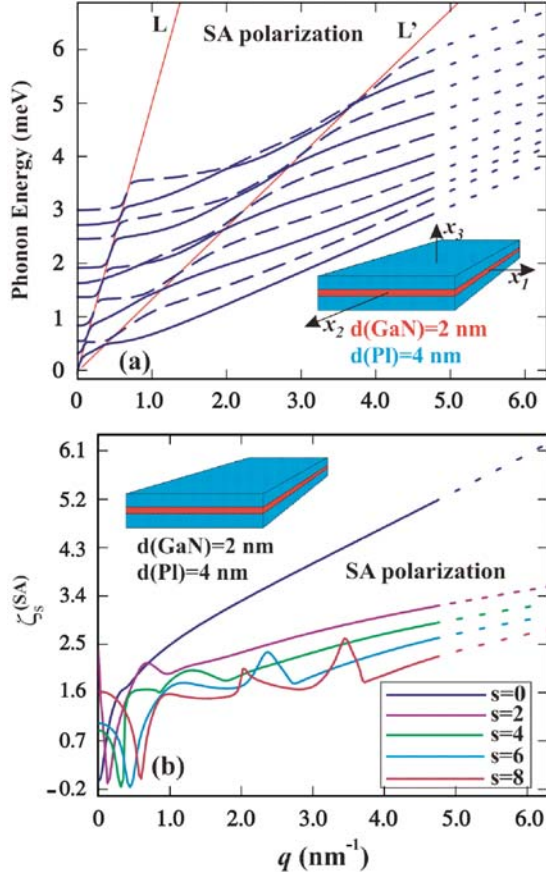 L
SA polarization
L'
Phonon Energy (meV)
6
5
4
3
2
1
0
x3
x1
x2
d(GaN)=2 nm
d(Pl)=4 nm
(a)
0 1.0 2.0 3.0 4.0 5.0 6.0
6.1
5.2
4.3
3.4
2.5
1.6
0.7
-0.2
ζs(SA)
d(GaN)=2 nm
d(Pl)=4 nm
SA polarization
s=0
s=2
s=4
s=6
s=8
(b)
0 1.0 2.0 3.0 4.0 5.0 6.0
q (nm-1)